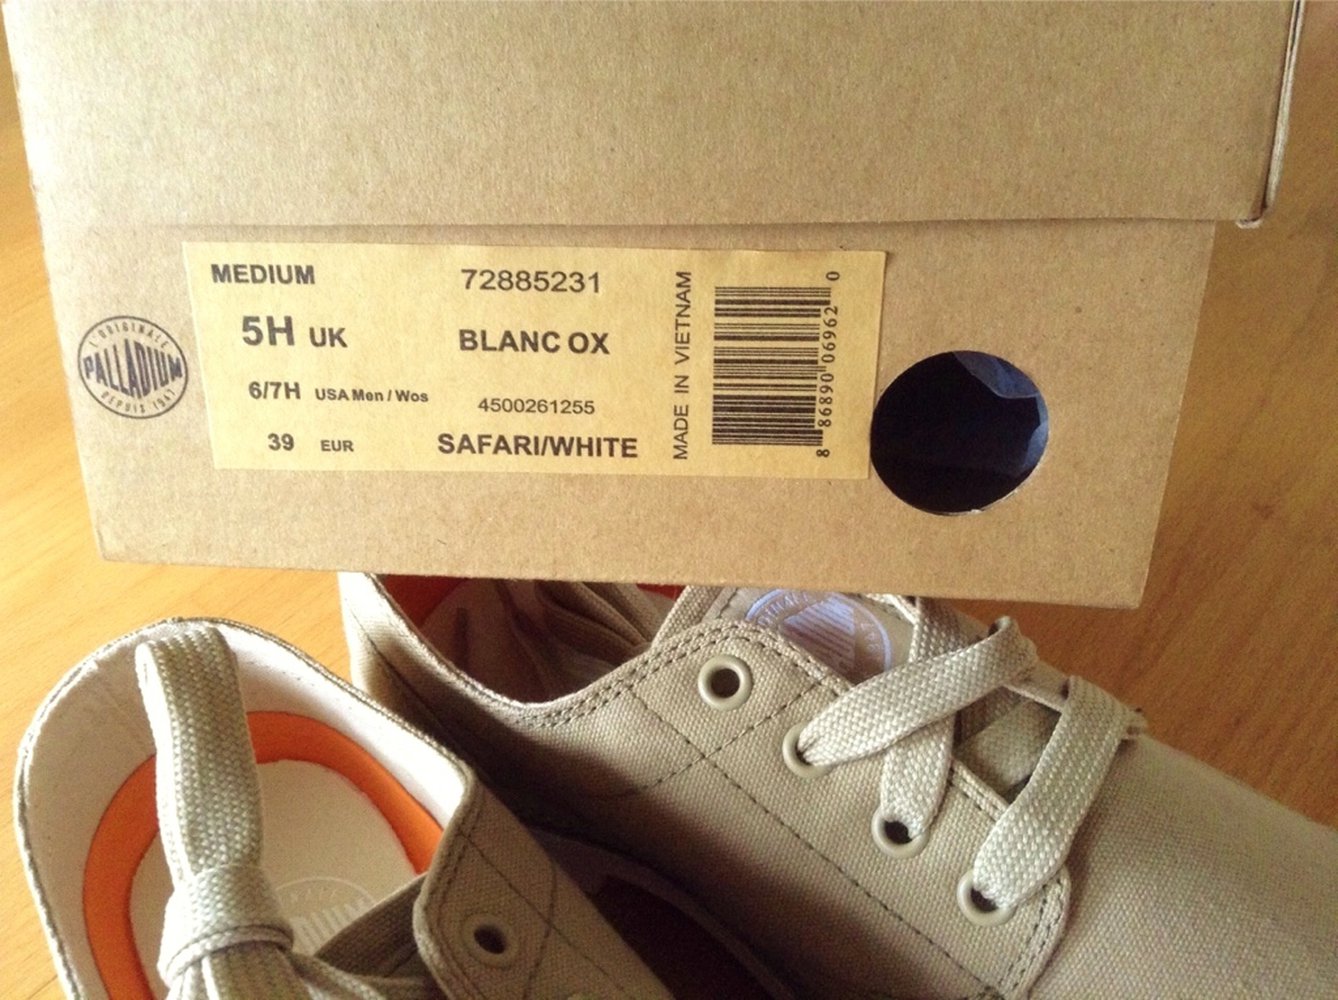 L'ORIGINALE
PALLADIUM
DEPUIS 1947
MEDIUM
72885231
5H UK
BLANC OX
6/7H USA Men / Wos
4500261255
39 EUR
SAFARI/WHITE
MADE IN VIETNAM
8 86890 06962 0